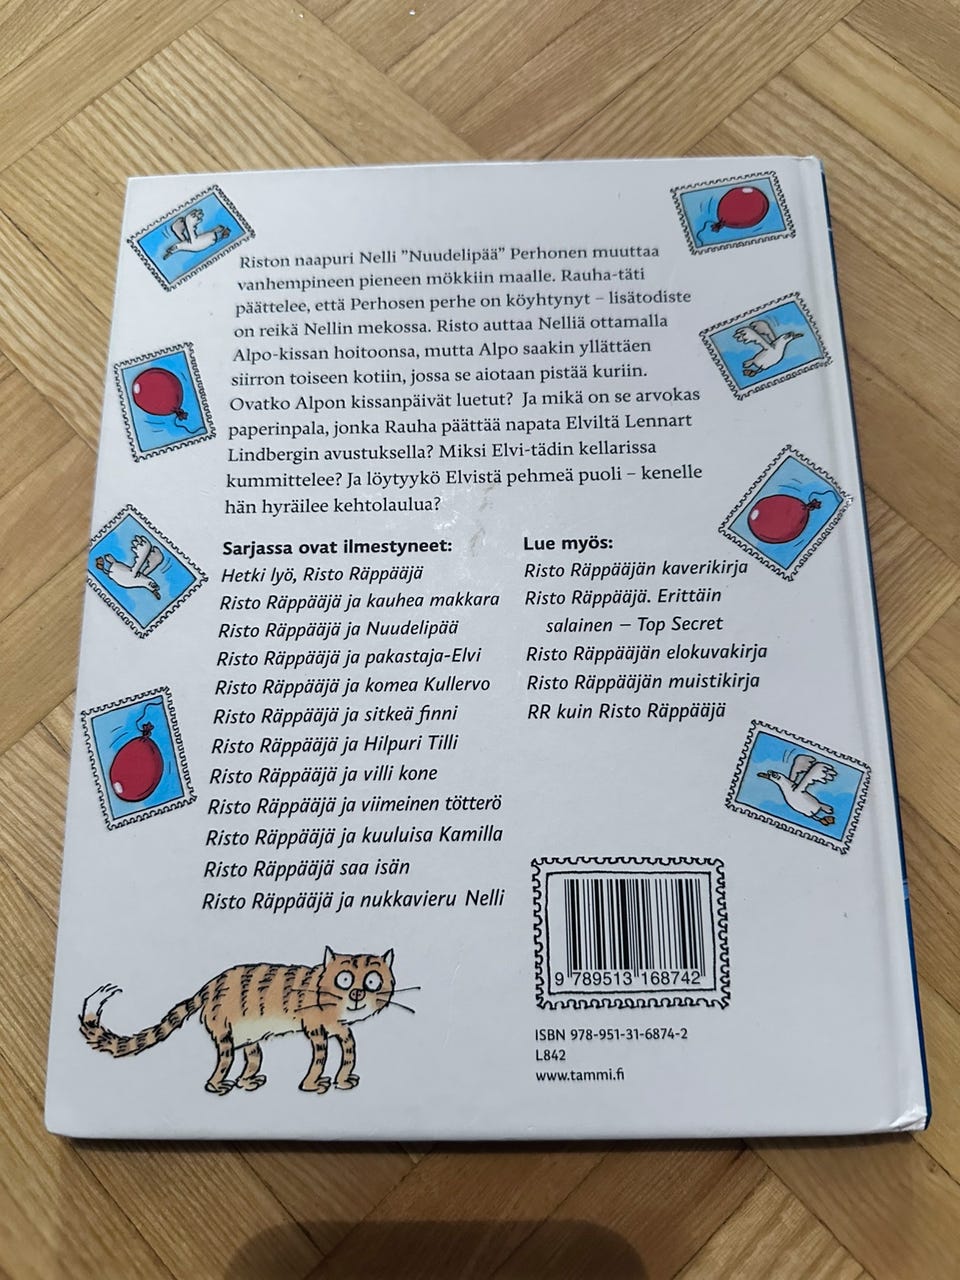 Riston naapuri Nelli ”Nuudelipää” Perhonen muuttaa
vanhempineen pieneen mökkiin maalle. Rauha-täti
päättelee, että Perhosen perhe on köyhtynyt – lisätodiste
on reikä Nellin mekossa. Risto auttaa Nelliä ottamalla
Alpo-kissan hoitoonsa, mutta Alpo saakin yllättäen
siirron toiseen kotiin, jossa se aiotaan pistää kuriin.
Ovatko Alpon kissanpäivät luetut? Ja mikä on se arvokas
paperinpala, jonka Rauha päättää napata Elviltä Lennart
Lindbergin avustuksella? Miksi Elvi-tädin kellarissa
kummittelee? Ja löytyykö Elvistä pehmeä puoli – kenelle
hän hyräilee kehtolaulua?
Sarjassa ovat ilmestyneet:
Hetki lyö, Risto Räppääjä
Risto Räppääjä ja kauhea makkara
Risto Räppääjä ja Nuudelipää
Risto Räppääjä ja pakastaja-Elvi
Risto Räppääjä ja komea Kullervo
Risto Räppääjä ja sitkeä finni
Risto Räppääjä ja Hilpuri Tilli
Risto Räppääjä ja villi kone
Risto Räppääjä ja viimeinen tötterö
Risto Räppääjä ja kuuluisa Kamilla
Risto Räppääjä saa isän
Risto Räppääjä ja nukkavieru Nelli
Lue myös:
Risto Räppääjän kaverikirja
Risto Räppääjä. Erittäin
salainen – Top Secret
Risto Räppääjän elokuvakirja
Risto Räppääjän muistikirja
RR kuin Risto Räppääjä
9 789513 168742
ISBN 978-951-31-6874-2
L842
www.tammi.fi